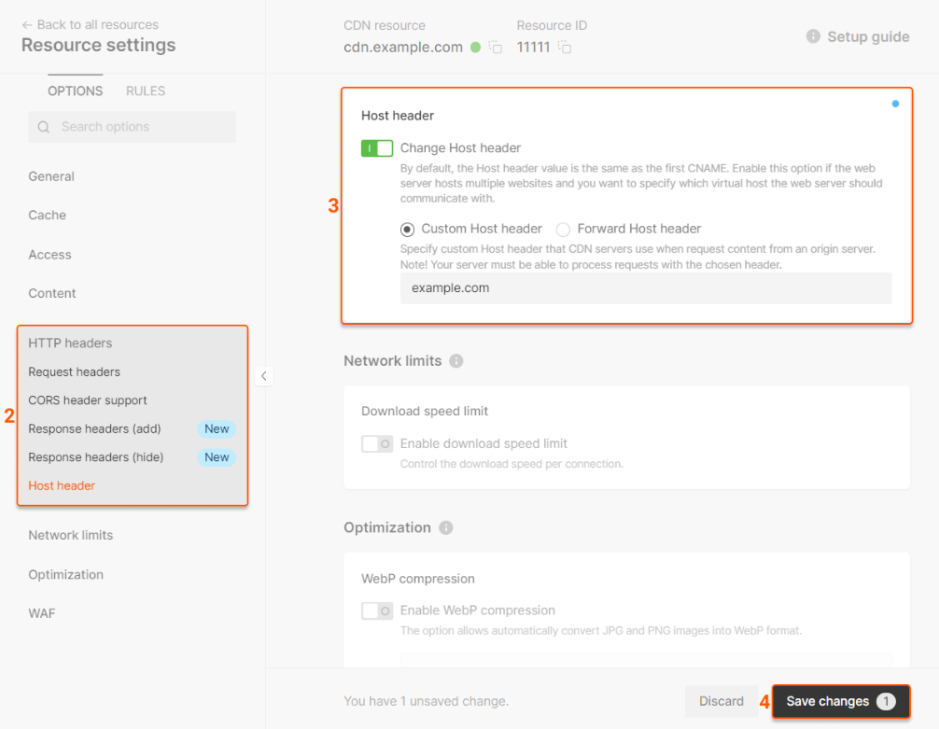 ← Back to all resources
Resource settings
CDN resource
cdn.example.com
Resource ID
11111
Setup guide
OPTIONS
RULES
Search options
General
Cache
Access
Content
2
HTTP headers
Request headers
CORS header support
Response headers (add) New
Response headers (hide) New
Host header
Network limits
Optimization
WAF
3
Host header
Change Host header
By default, the Host header value is the same as the first CNAME. Enable this option if the web
server hosts multiple websites and you want to specify which virtual host the web server should
communicate with.
Custom Host header Forward Host header
Specify custom Host header that CDN servers use when request content from an origin server.
Note! Your server must be able to process requests with the chosen header.
example.com
Network limits
Download speed limit
Enable download speed limit
Control the download speed per connection.
Optimization
WebP compression
Enable WebP compression
The option allows automatically convert JPG and PNG images into WebP format.
You have 1 unsaved change.
Discard
4
Save changes 1